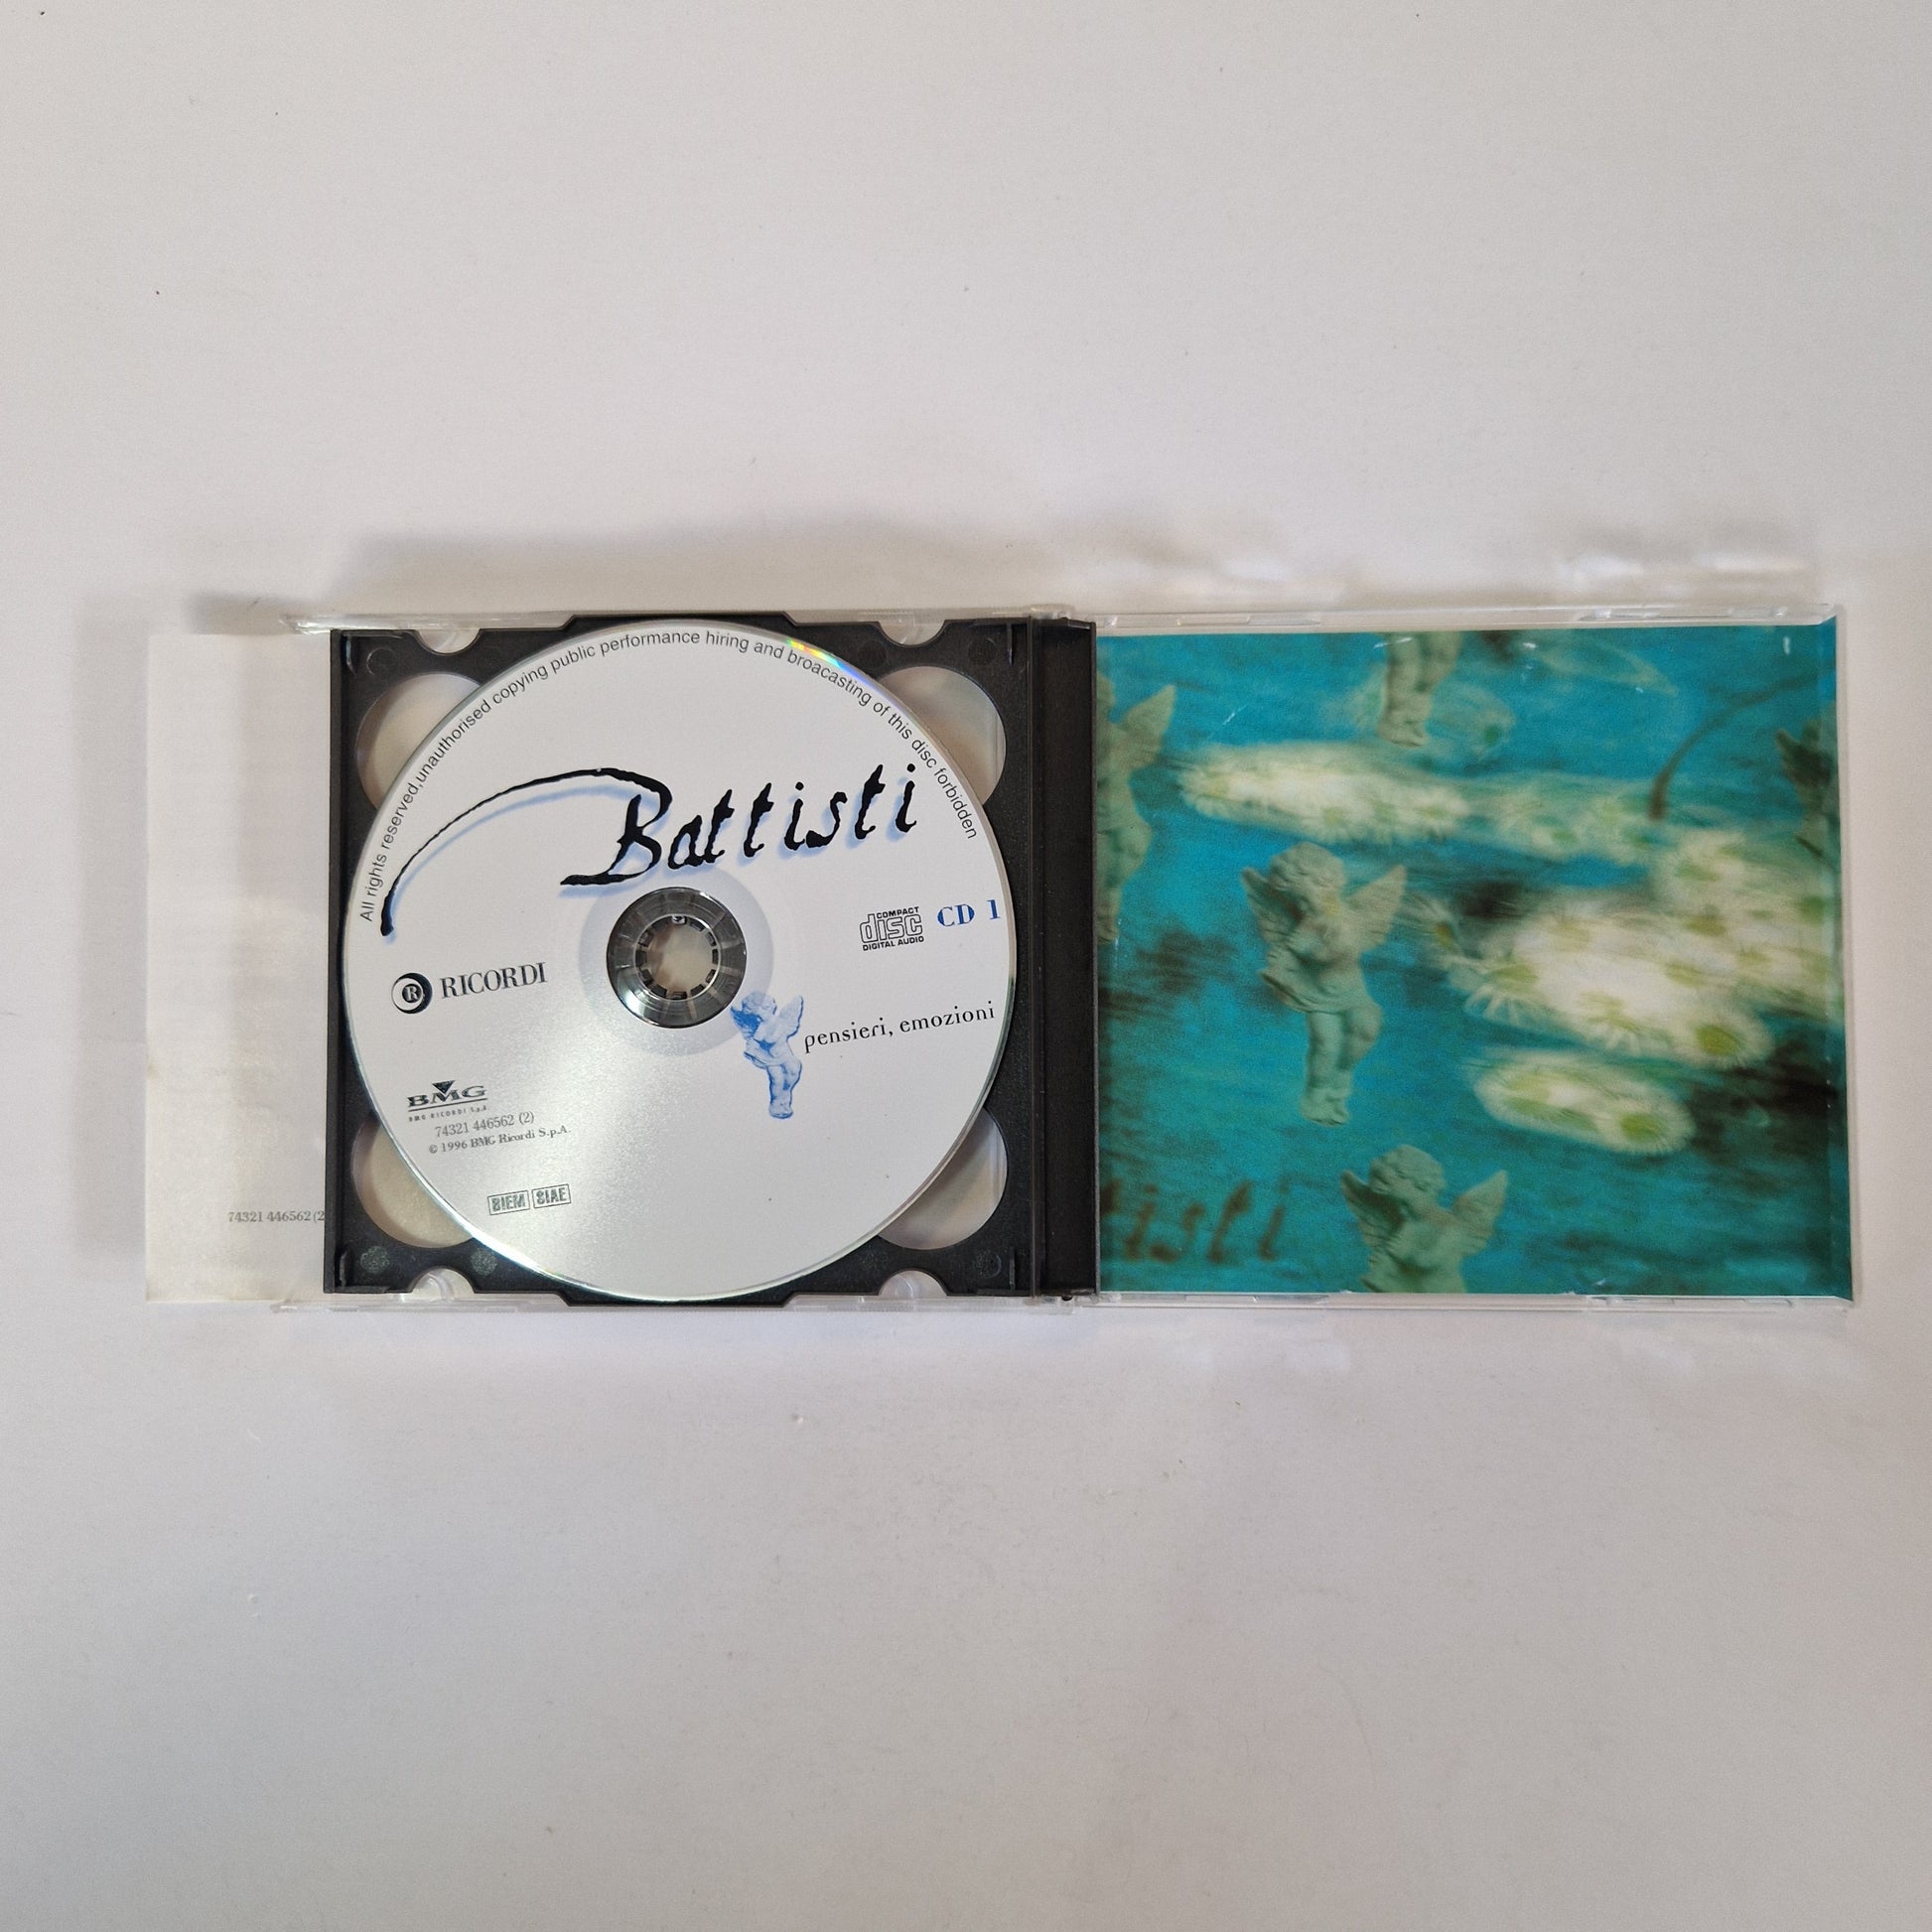 All rights reserved,unauthorised copying public performance hiring and broacasting of this disc forbidden
Battisti
COMPACT
disc
DIGITAL AUDIO
CD 1
R RICORDI
pensieri, emozioni
BMG
BMG RICORDI S.p.A.
74321 446562 (2)
© 1996 BMG Ricordi S.p.A.
BIEM SIAE
74321 446562 (2
tisti